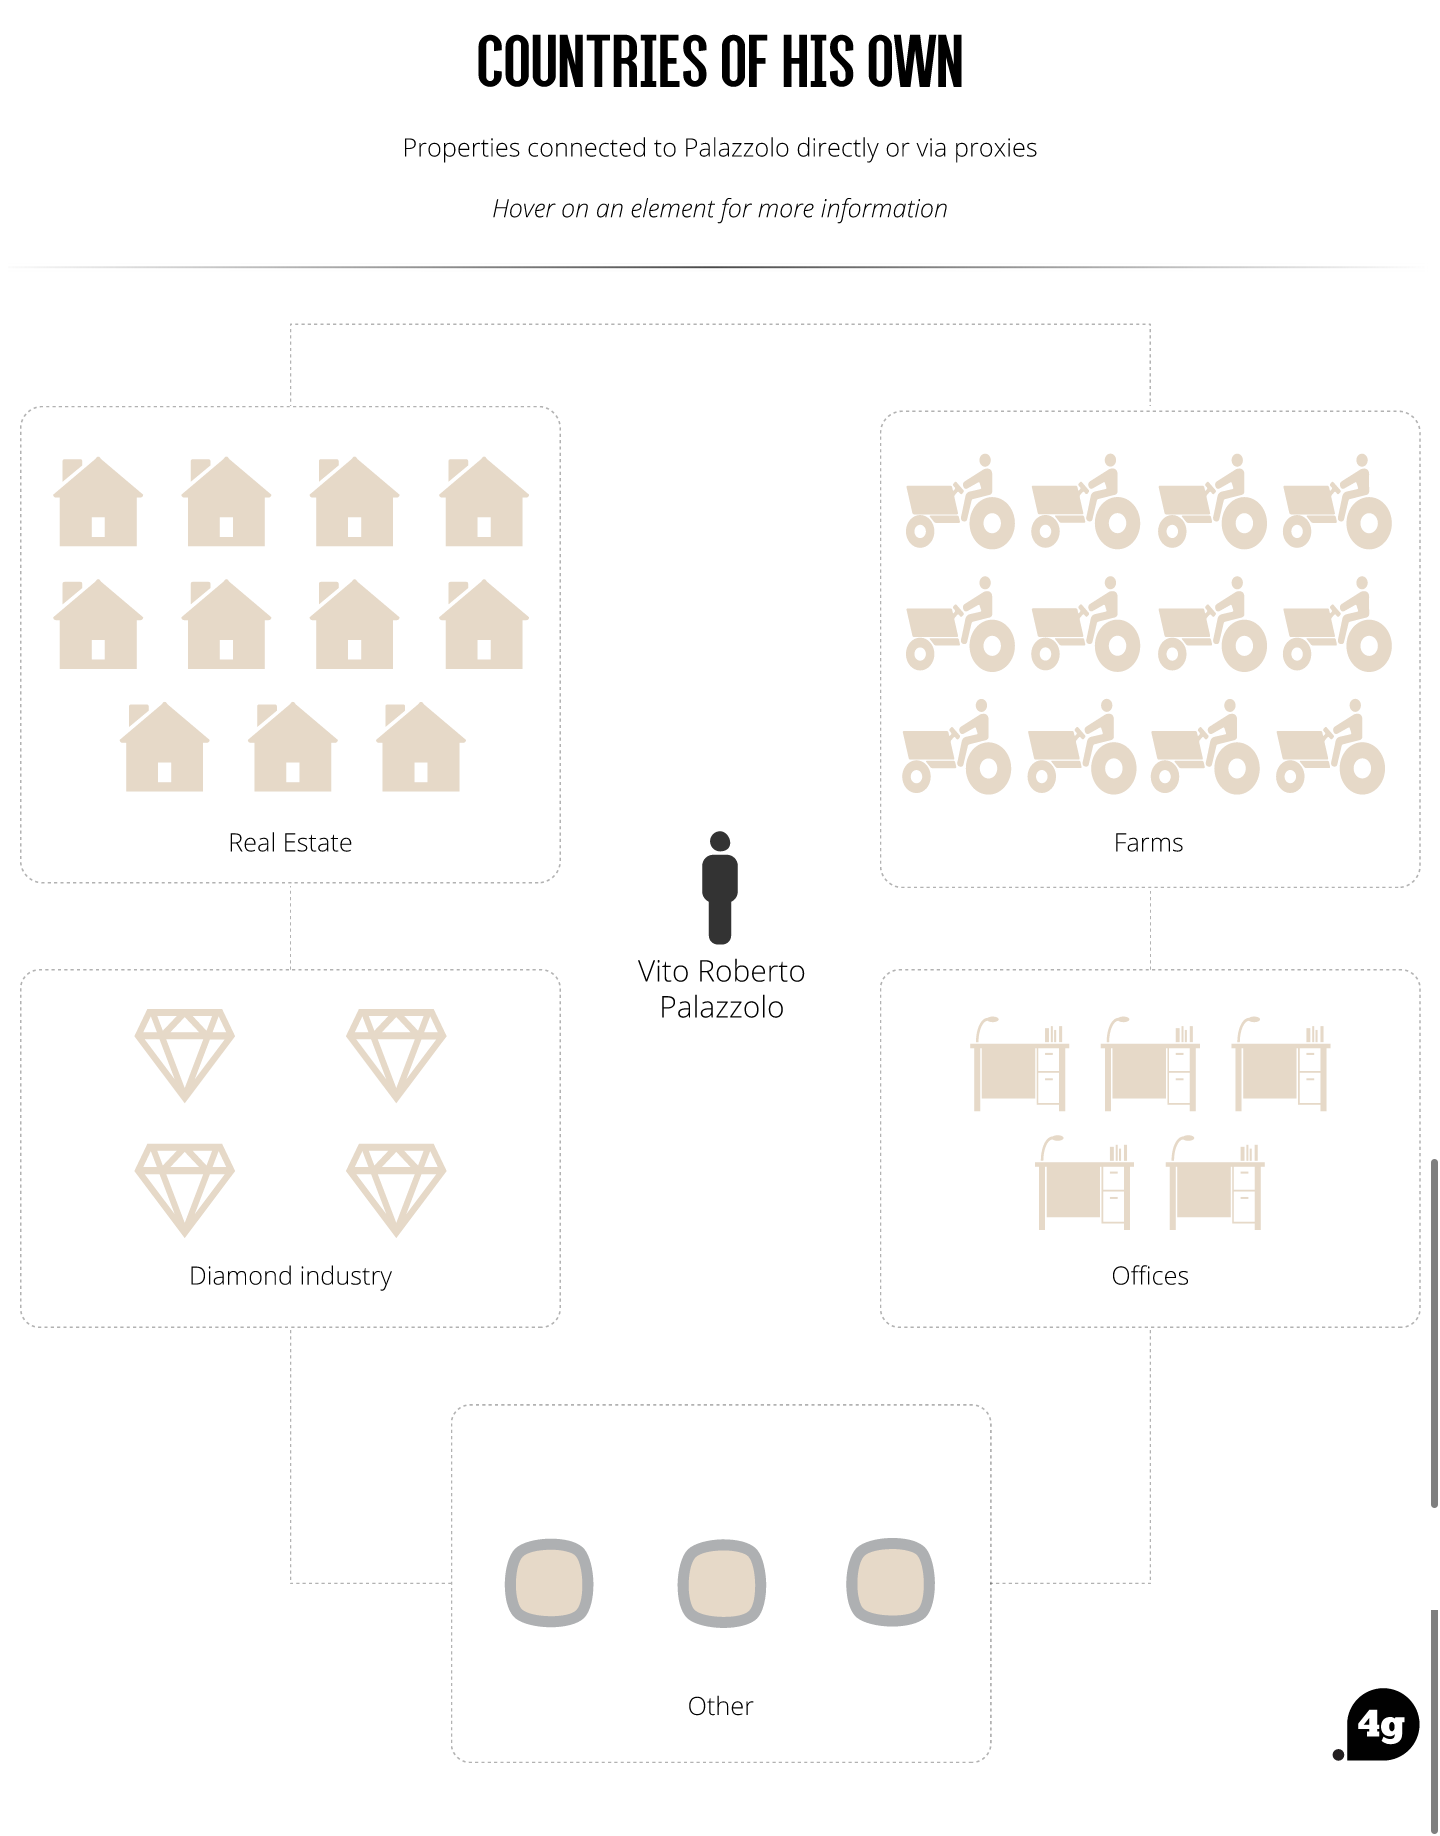 COUNTRIES OF HIS OWN
Properties connected to Palazzolo directly or via proxies
Hover on an element for more information
Real Estate
Farms
Vito Roberto
Palazzolo
Diamond industry
Offices
Other
4g